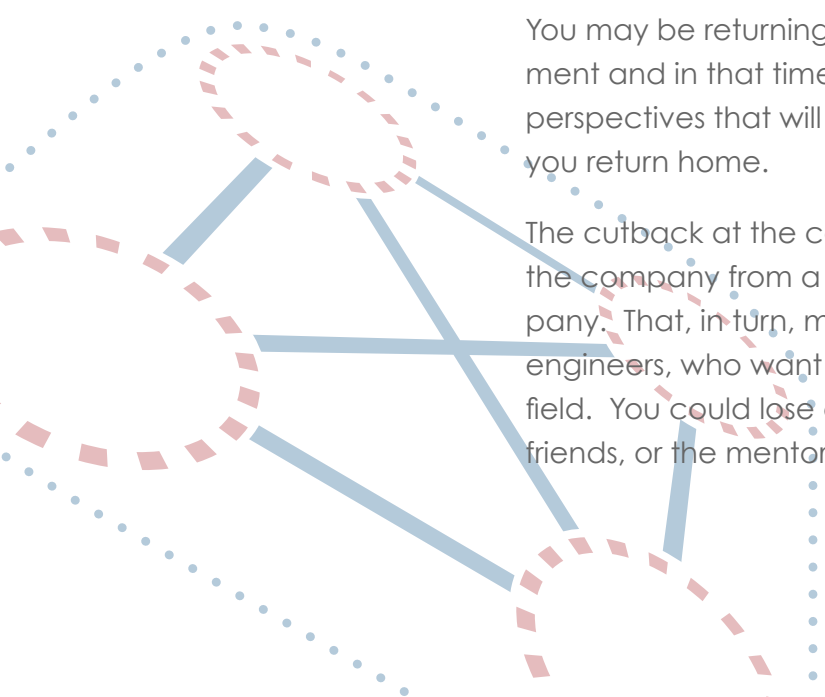 You may be returning
ment and in that time
perspectives that will
you return home.
The cutback at the c
the company from a
pany.  That, in turn, m
engineers, who want
field.  You could lose
friends, or the mentor